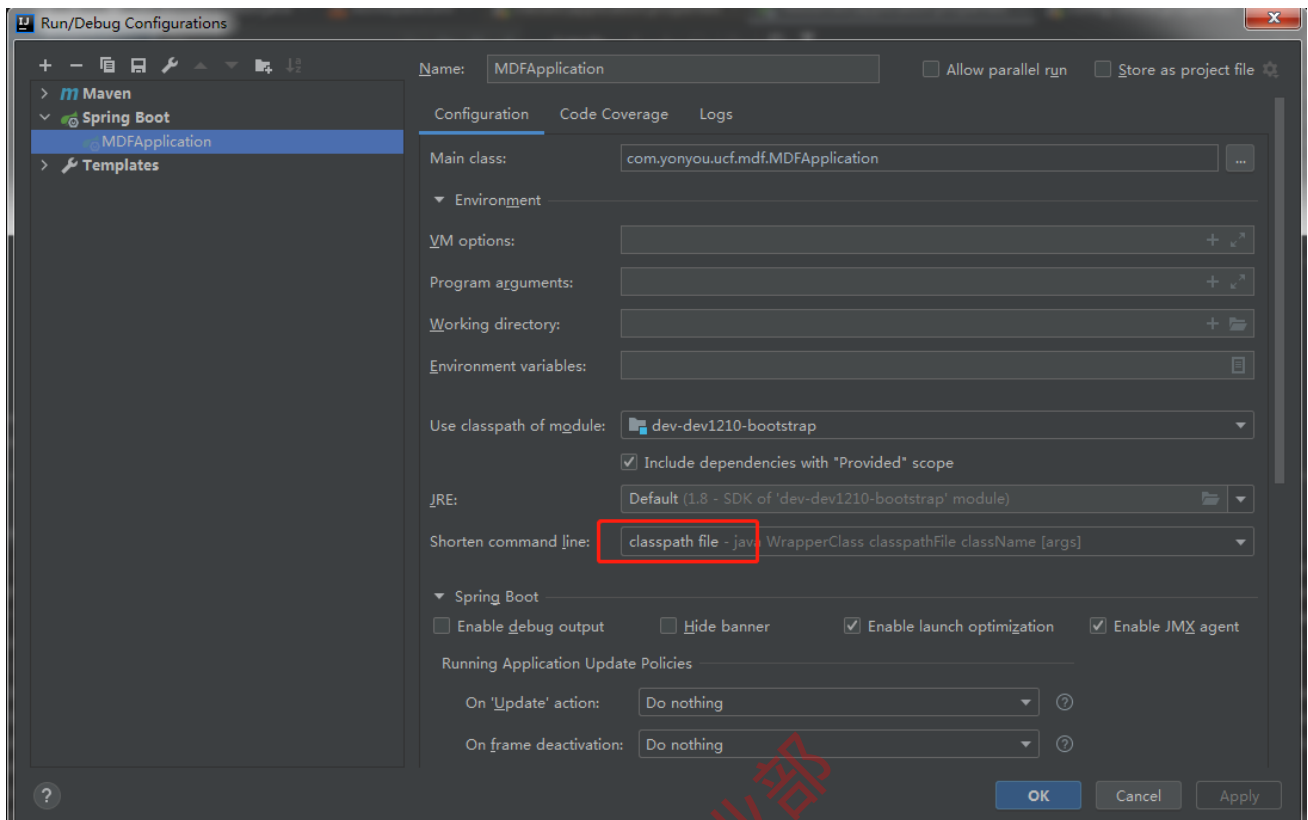 Run/Debug Configurations
Maven
Spring Boot
MDFApplication
Templates
Name: MDFApplication Allow parallel run Store as project file
Configuration Code Coverage Logs
Main class: com.yonyou.ucf.mdf.MDFApplication ...
Environment
VM options:
Program arguments:
Working directory:
Environment variables:
Use classpath of module: dev-dev1210-bootstrap
Include dependencies with "Provided" scope
JRE: Default (1.8 - SDK of 'dev-dev1210-bootstrap' module)
Shorten command line: classpath file - java WrapperClass classpathFile className [args]
Spring Boot
Enable debug output Hide banner Enable launch optimization Enable JMX agent
Running Application Update Policies
On 'Update' action: Do nothing ?
On frame deactivation: Do nothing ?
业部
? OK Cancel Apply